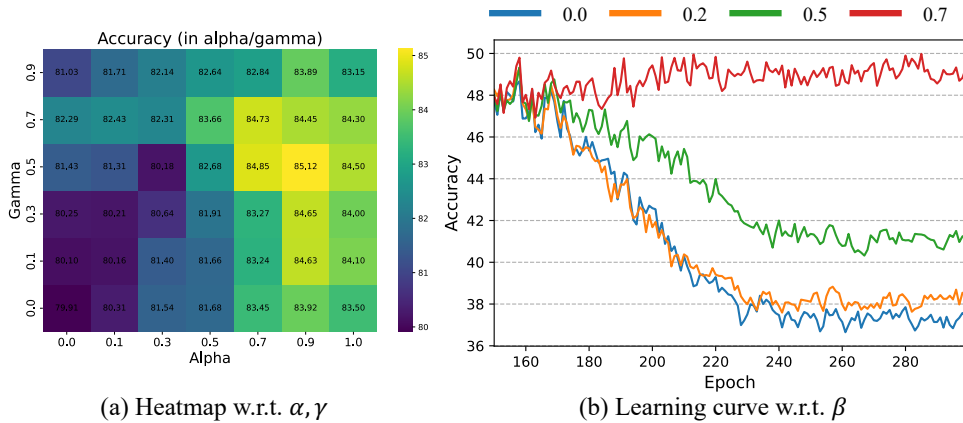 0.0 0.2 0.5 0.7
Accuracy (in alpha/gamma)
0.9 81,03 81,71 82,14 82,64 82,84 83,89 83,15
0.7 82,29 82,43 82,31 83,66 84,73 84,45 84,30
0.5 81,43 81,31 80,18 82,68 84,85 85,12 84,50
0.3 80,25 80,21 80,64 81,91 83,27 84,65 84,00
0.1 80,10 80,16 81,40 81,66 83,24 84,63 84,10
0.0 79,91 80,31 81,54 81,68 83,45 83,92 83,50
0.0 0.1 0.3 0.5 0.7 0.9 1.0
Alpha
Gamma
85
84
83
82
81
80
50
48
46
44
42
40
38
36
Accuracy
160 180 200 220 240 260 280
Epoch
(a) Heatmap w.r.t. α, γ
(b) Learning curve w.r.t. β